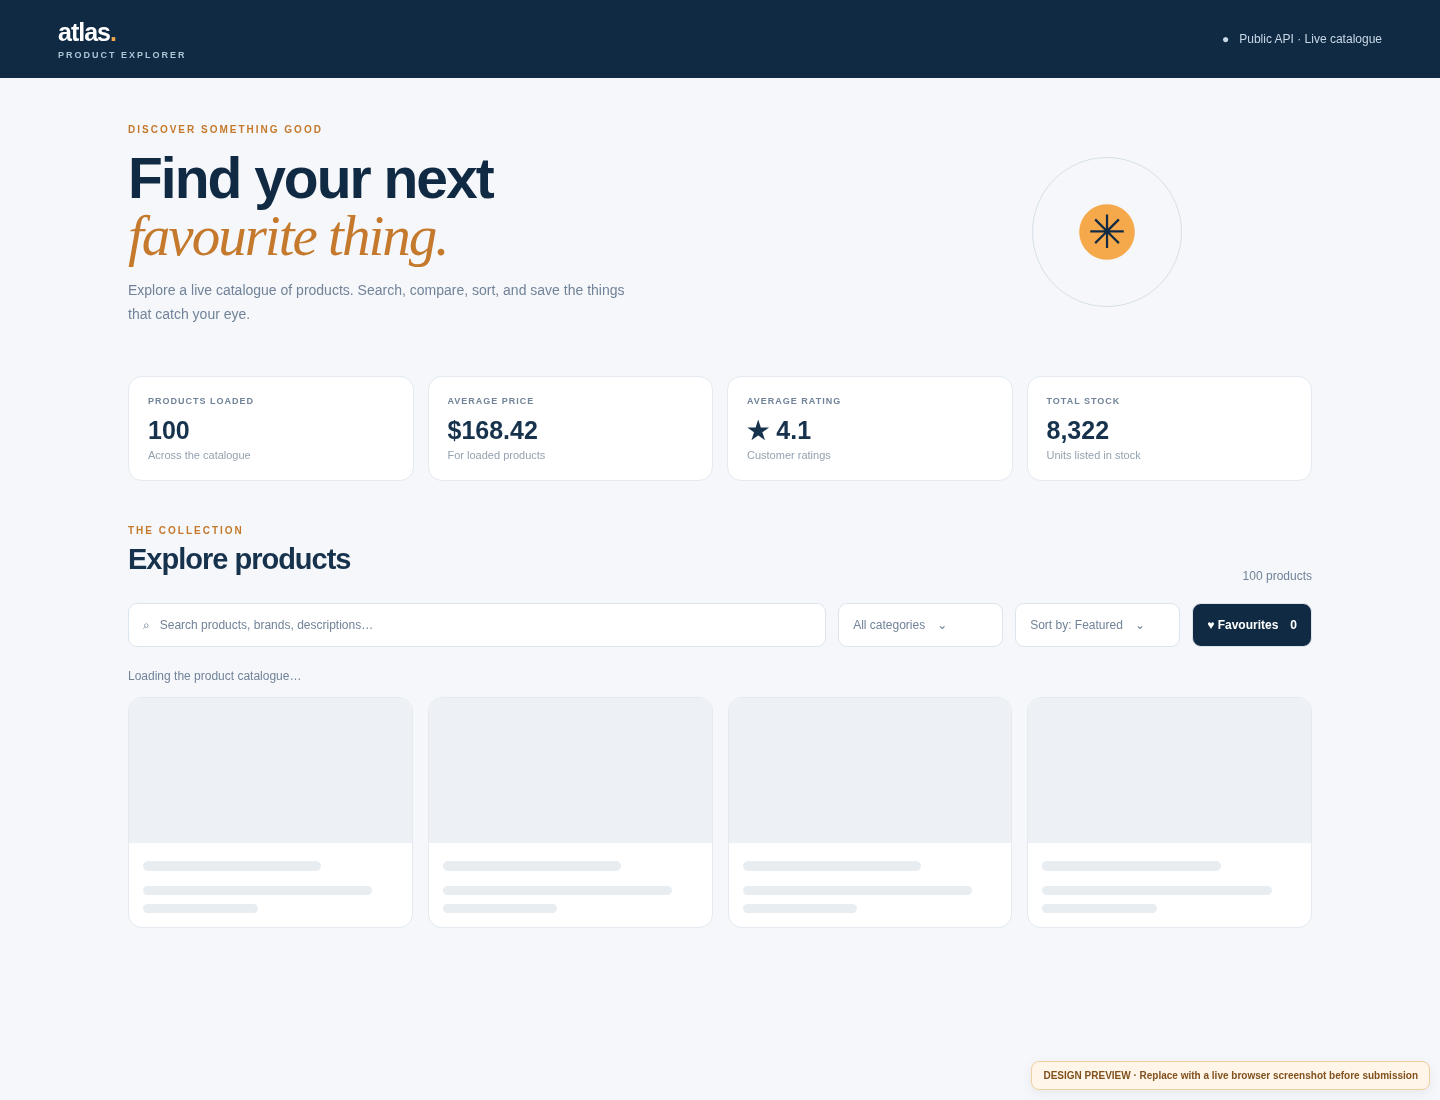 atlas.
PRODUCT EXPLORER
● Public API · Live catalogue
DISCOVER SOMETHING GOOD
Find your next
favourite thing.
Explore a live catalogue of products. Search, compare, sort, and save the things
that catch your eye.
PRODUCTS LOADED
100
Across the catalogue
AVERAGE PRICE
$168.42
For loaded products
AVERAGE RATING
★ 4.1
Customer ratings
TOTAL STOCK
8,322
Units listed in stock
THE COLLECTION
Explore products
100 products
⌕ Search products, brands, descriptions…
All categories ⌄
Sort by: Featured ⌄
♥ Favourites 0
Loading the product catalogue…
DESIGN PREVIEW · Replace with a live browser screenshot before submission